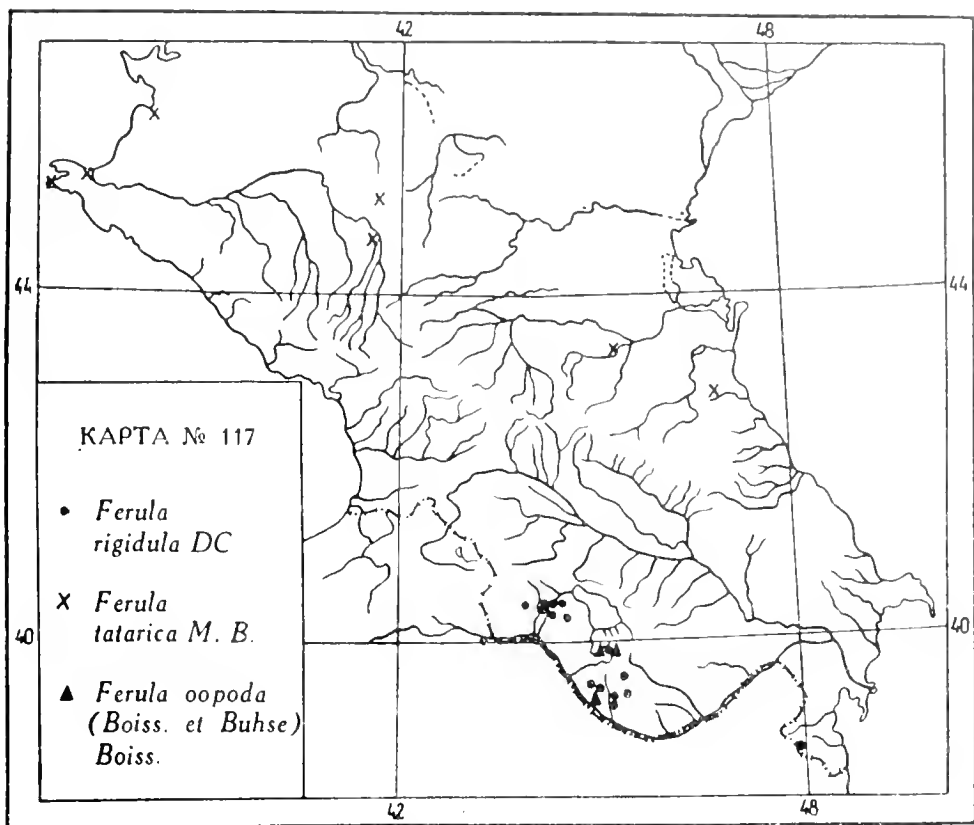 42 48
44 44
КАРТА № 117
• Ferula
rigidula DC
× Ferula
tatarica M. B.
40 40
▲ Ferula oopoda
(Boiss. et Buhse)
Boiss.
42 48